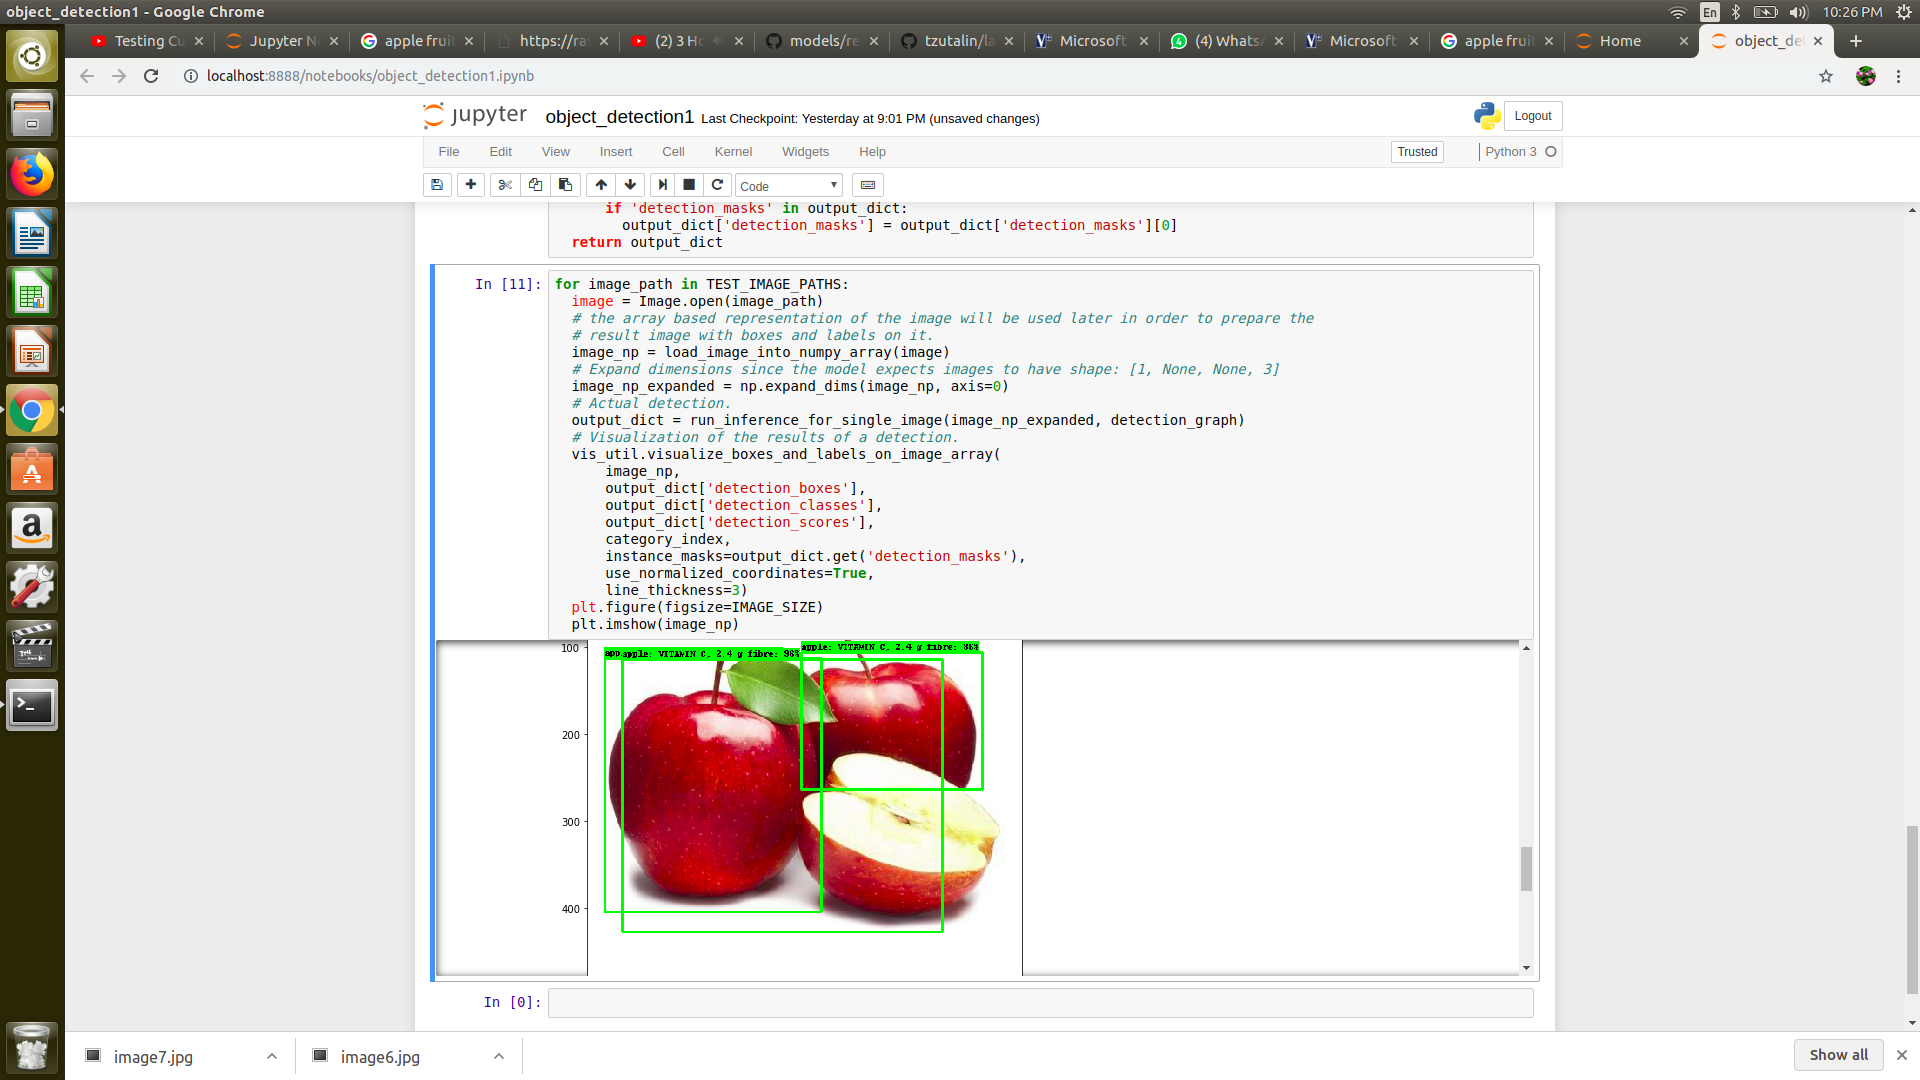 object_detection1 - Google Chrome
En
10:26 PM
Testing Cu
Jupyter N
apple fruit
https://ra
(2) 3 H
models/re
tzutalin/la
Microsoft
(4) WhatsA
Microsoft
apple fruit
Home
object_de
localhost:8888/notebooks/object_detection1.ipynb
jupyter object_detection1 Last Checkpoint: Yesterday at 9:01 PM (unsaved changes)
Logout
File Edit View Insert Cell Kernel Widgets Help
Trusted
Python 3
Code
if 'detection_masks' in output_dict:
output_dict['detection_masks'] = output_dict['detection_masks'][0]
return output_dict
In [11]:
for image_path in TEST_IMAGE_PATHS:
image = Image.open(image_path)
# the array based representation of the image will be used later in order to prepare the
# result image with boxes and labels on it.
image_np = load_image_into_numpy_array(image)
# Expand dimensions since the model expects images to have shape: [1, None, None, 3]
image_np_expanded = np.expand_dims(image_np, axis=0)
# Actual detection.
output_dict = run_inference_for_single_image(image_np_expanded, detection_graph)
# Visualization of the results of a detection.
vis_util.visualize_boxes_and_labels_on_image_array(
image_np,
output_dict['detection_boxes'],
output_dict['detection_classes'],
output_dict['detection_scores'],
category_index,
instance_masks=output_dict.get('detection_masks'),
use_normalized_coordinates=True,
line_thickness=3)
plt.figure(figsize=IMAGE_SIZE)
plt.imshow(image_np)
100
app apple: VITAMIN C, 2.4 g fibre: 96%
apple: VITAMIN C, 2.4 g fibre: 86%
200
300
400
In [0]:
image7.jpg
image6.jpg
Show all